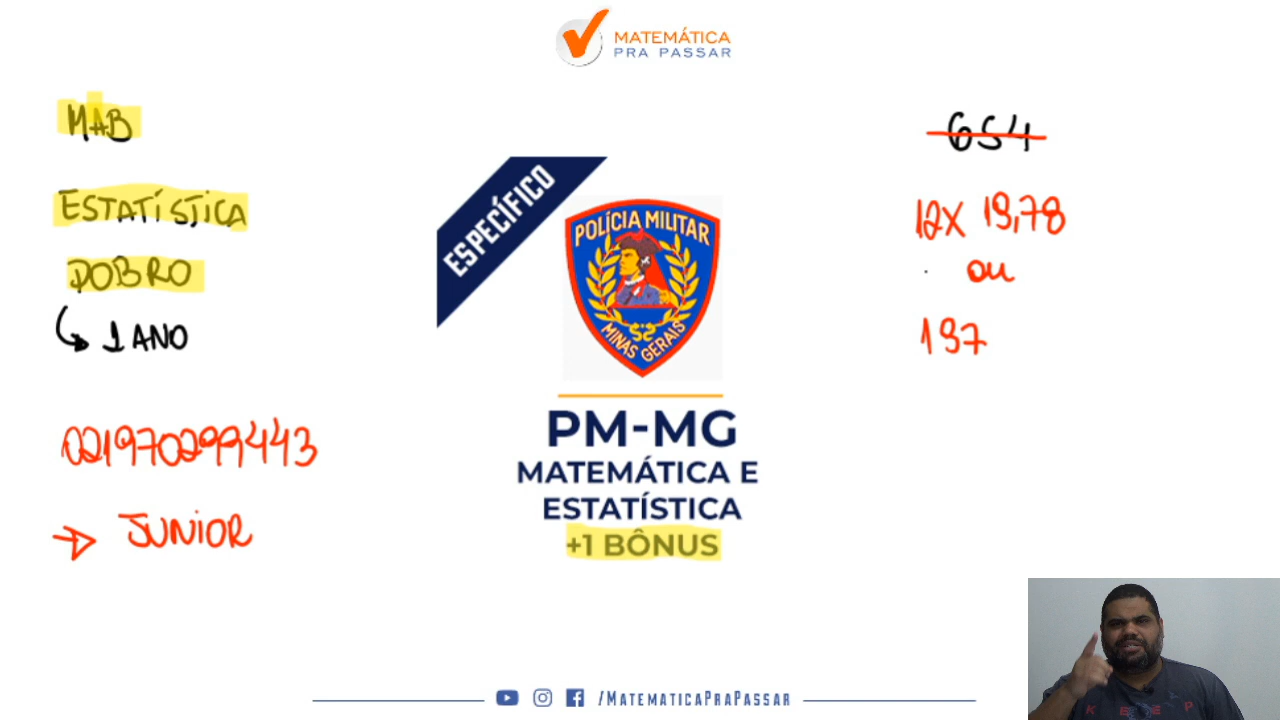 MATEMÁTICA
PRA PASSAR
MAB
ESTATÍSTICA
DOBRO
1 ANO
021970299443
JUNIOR
ESPECÍFICO
POLÍCIA MILITAR
MINAS GERAIS
PM-MG
MATEMÁTICA E
ESTATÍSTICA
+1 BÔNUS
654
12X 19,78
ou
197
/MATEMATICAPRAPASSAR
K E E P